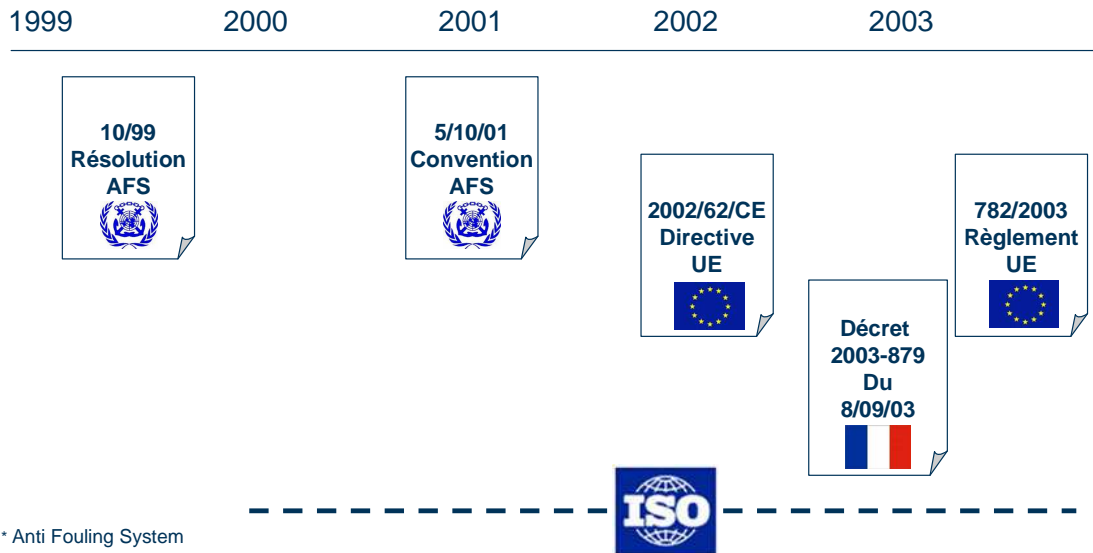 1999 2000 2001 2002 2003
10/99
Résolution
AFS
5/10/01
Convention
AFS
2002/62/CE
Directive
UE
782/2003
Règlement
UE
Décret
2003-879
Du
8/09/03
ISO
* Anti Fouling System